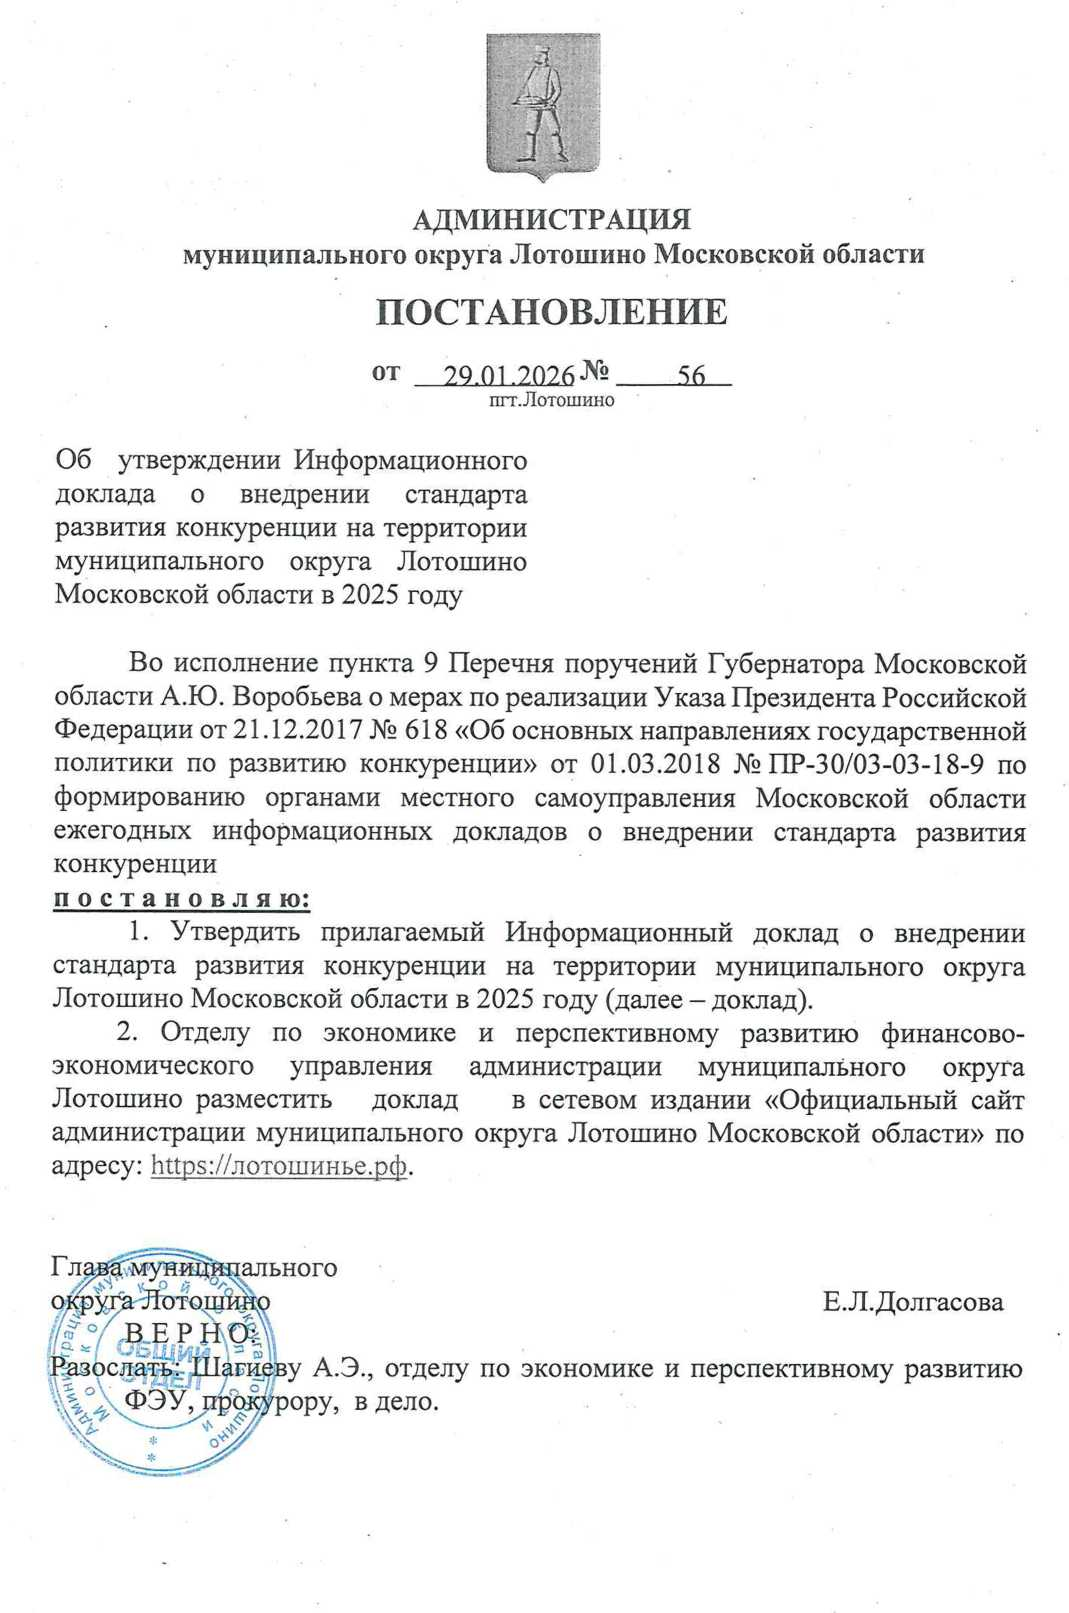 АДМИНИСТРАЦИЯ
муниципального округа Лотошино Московской области
ПОСТАНОВЛЕНИЕ
от 29.01.2026 № 56
пгт.Лотошино
Об утверждении Информационного
доклада о внедрении стандарта
развития конкуренции на территории
муниципального округа Лотошино
Московской области в 2025 году
Во исполнение пункта 9 Перечня поручений Губернатора Московской
области А.Ю. Воробьева о мерах по реализации Указа Президента Российской
Федерации от 21.12.2017 № 618 «Об основных направлениях государственной
политики по развитию конкуренции» от 01.03.2018 № ПР-30/03-03-18-9 по
формированию органами местного самоуправления Московской области
ежегодных информационных докладов о внедрении стандарта развития
конкуренции
п о с т а н о в л я ю:
1. Утвердить прилагаемый Информационный доклад о внедрении
стандарта развития конкуренции на территории муниципального округа
Лотошино Московской области в 2025 году (далее – доклад).
2. Отделу по экономике и перспективному развитию финансово-
экономического управления администрации муниципального округа
Лотошино разместить доклад в сетевом издании «Официальный сайт
администрации муниципального округа Лотошино Московской области» по
адресу: https://лотошинье.рф.
Глава муниципального
округа Лотошино Е.Л.Долгасова
В Е Р Н О:
Разослать: Шагиеву А.Э., отделу по экономике и перспективному развитию
ФЭУ, прокурору, в дело.
Администрация муниципального округа Лотошино
Московской области
ОБЩИЙ
ОТДЕЛ
* *